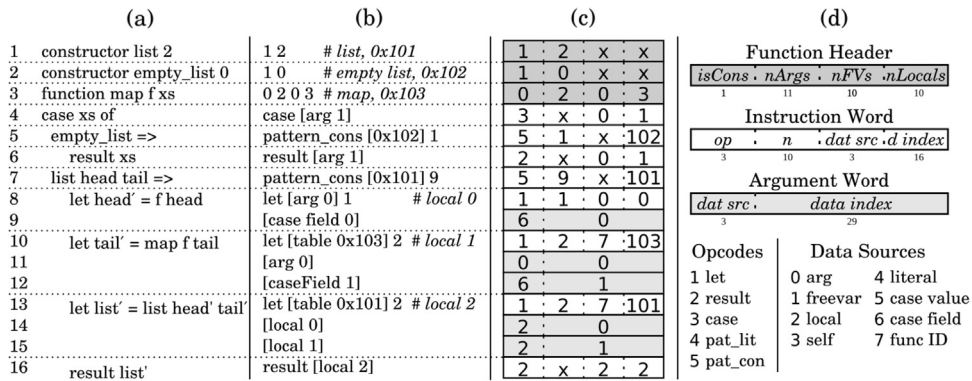 (a) (b) (c) (d)
1 constructor list 2 1 2 # list, 0x101 1 2 x x
2 constructor empty_list 0 1 0 # empty list, 0x102 1 0 x x
3 function map f xs 0 2 0 3 # map, 0x103 0 2 0 3
4 case xs of case [arg 1] 3 x 0 1
5 empty_list => pattern_cons [0x102] 1 5 1 x 102
6 result xs result [arg 1] 2 x 0 1
7 list head tail => pattern_cons [0x101] 9 5 9 x 101
8 let head′ = f head let [arg 0] 1 # local 0 1 1 0 0
9 [case field 0] 6 0
10 let tail′ = map f tail let [table 0x103] 2 # local 1 1 2 7 103
11 [arg 0] 0 0
12 [caseField 1] 6 1
13 let list′ = list head' tail′ let [table 0x101] 2 # local 2 1 2 7 101
14 [local 0] 2 0
15 [local 1] 2 1
16 result list' result [local 2] 2 x 2 2
Function Header
isCons nArgs nFVs nLocals
1 11 10 10
Instruction Word
op n dat src d index
3 10 3 16
Argument Word
dat src data index
3 29
Opcodes Data Sources
1 let 0 arg 4 literal
2 result 1 freevar 5 case value
3 case 2 local 6 case field
4 pat_lit 3 self 7 func ID
5 pat_con